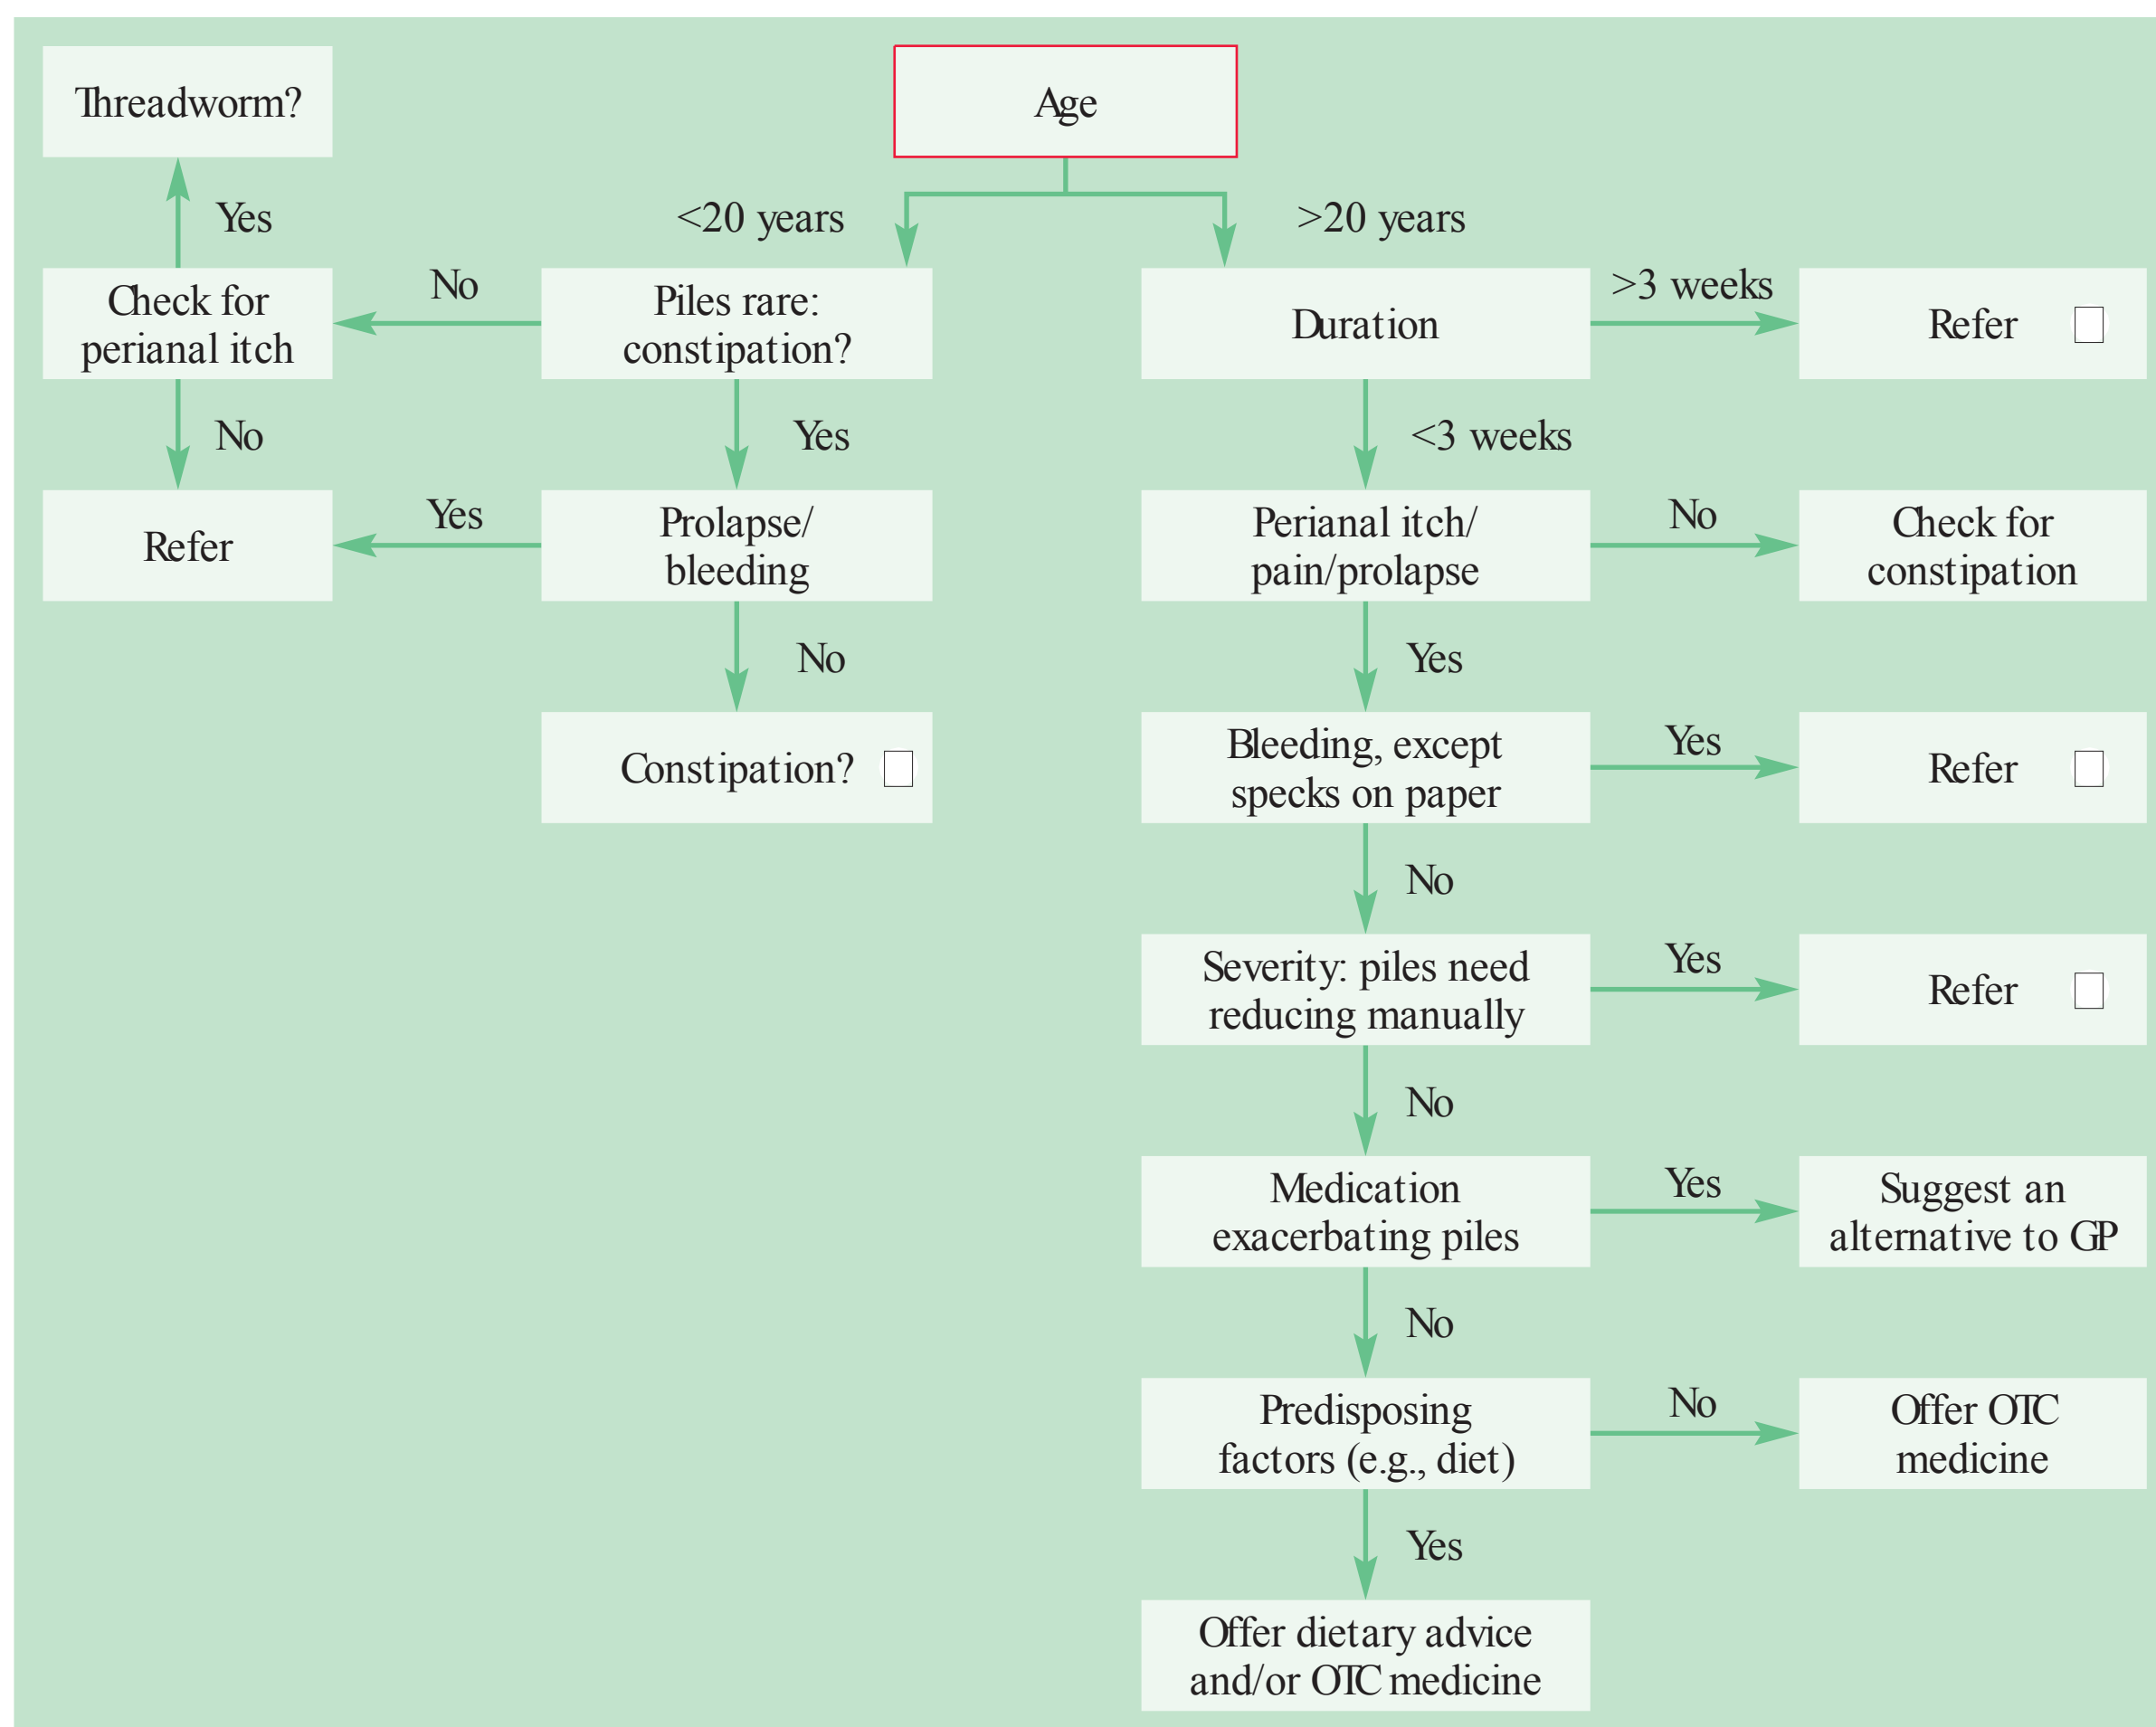 Threadworm?
Age
Yes
<20 years
>20 years
Check for
perianal itch
No
Piles rare:
constipation?
Duration
>3 weeks
Refer
No
Yes
<3 weeks
Refer
Yes
Prolapse/
bleeding
Perianal itch/
pain/prolapse
No
Check for
constipation
No
Yes
Constipation?
Bleeding, except
specks on paper
Yes
Refer
No
Severity: piles need
reducing manually
Yes
Refer
No
Medication
exacerbating piles
Yes
Suggest an
alternative to GP
No
Predisposing
factors (e.g., diet)
No
Offer OTC
medicine
Yes
Offer dietary advice
and/or OTC medicine